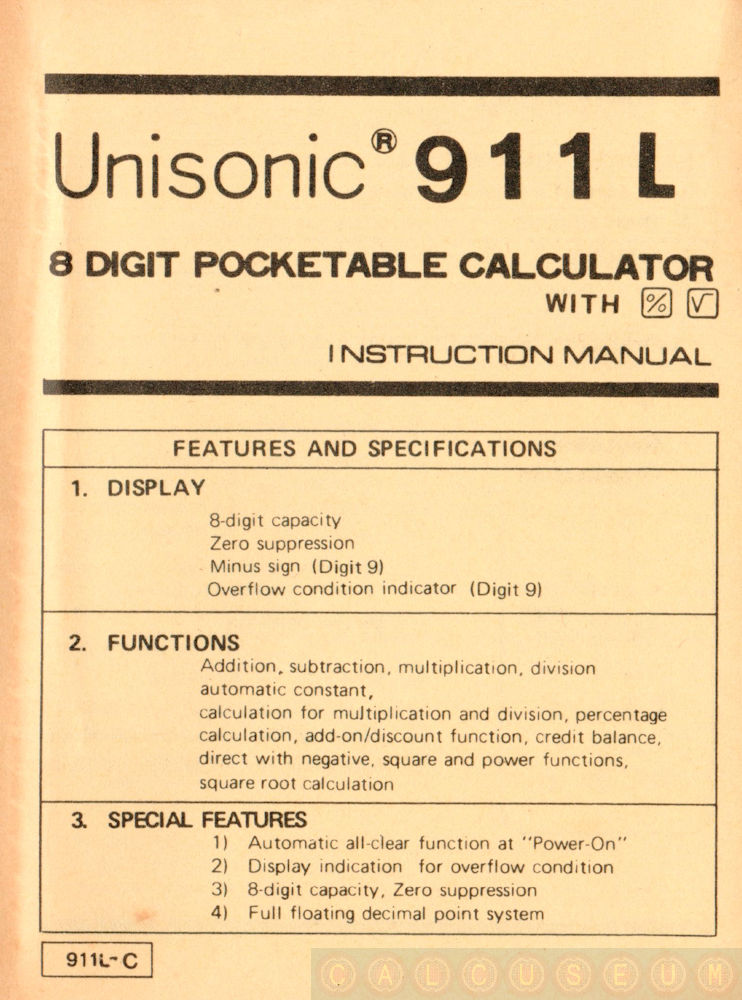 Unisonic® 911L
8 DIGIT POCKETABLE CALCULATOR
WITH % √
INSTRUCTION MANUAL
FEATURES AND SPECIFICATIONS
1. DISPLAY
8-digit capacity
Zero suppression
Minus sign (Digit 9)
Overflow condition indicator (Digit 9)
2. FUNCTIONS
Addition, subtraction, multiplication, division
automatic constant,
calculation for multiplication and division, percentage
calculation, add-on/discount function, credit balance,
direct with negative, square and power functions,
square root calculation
3. SPECIAL FEATURES
1) Automatic all-clear function at "Power-On"
2) Display indication for overflow condition
3) 8-digit capacity, Zero suppression
4) Full floating decimal point system
911L-C
CALCUSEUM